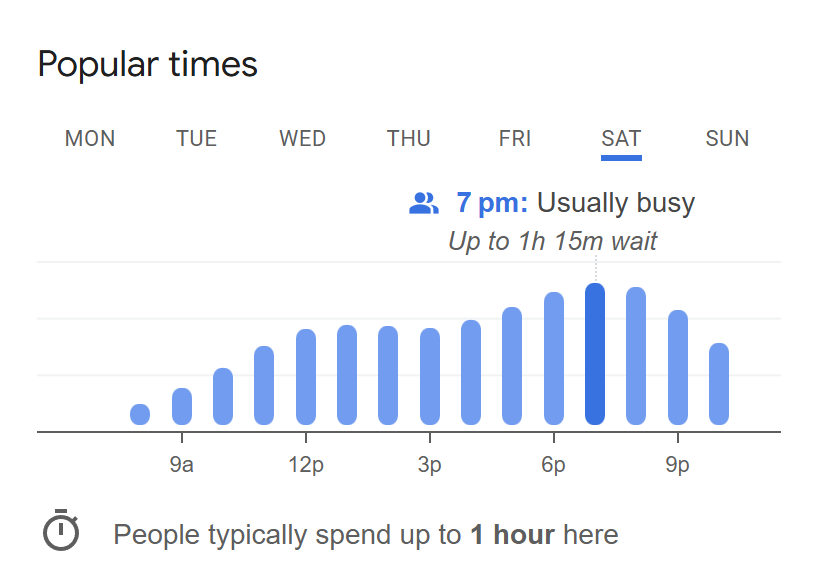 Popular times
MON TUE WED THU FRI SAT SUN
7 pm: Usually busy
Up to 1h 15m wait
9a 12p 3p 6p 9p
People typically spend up to 1 hour here